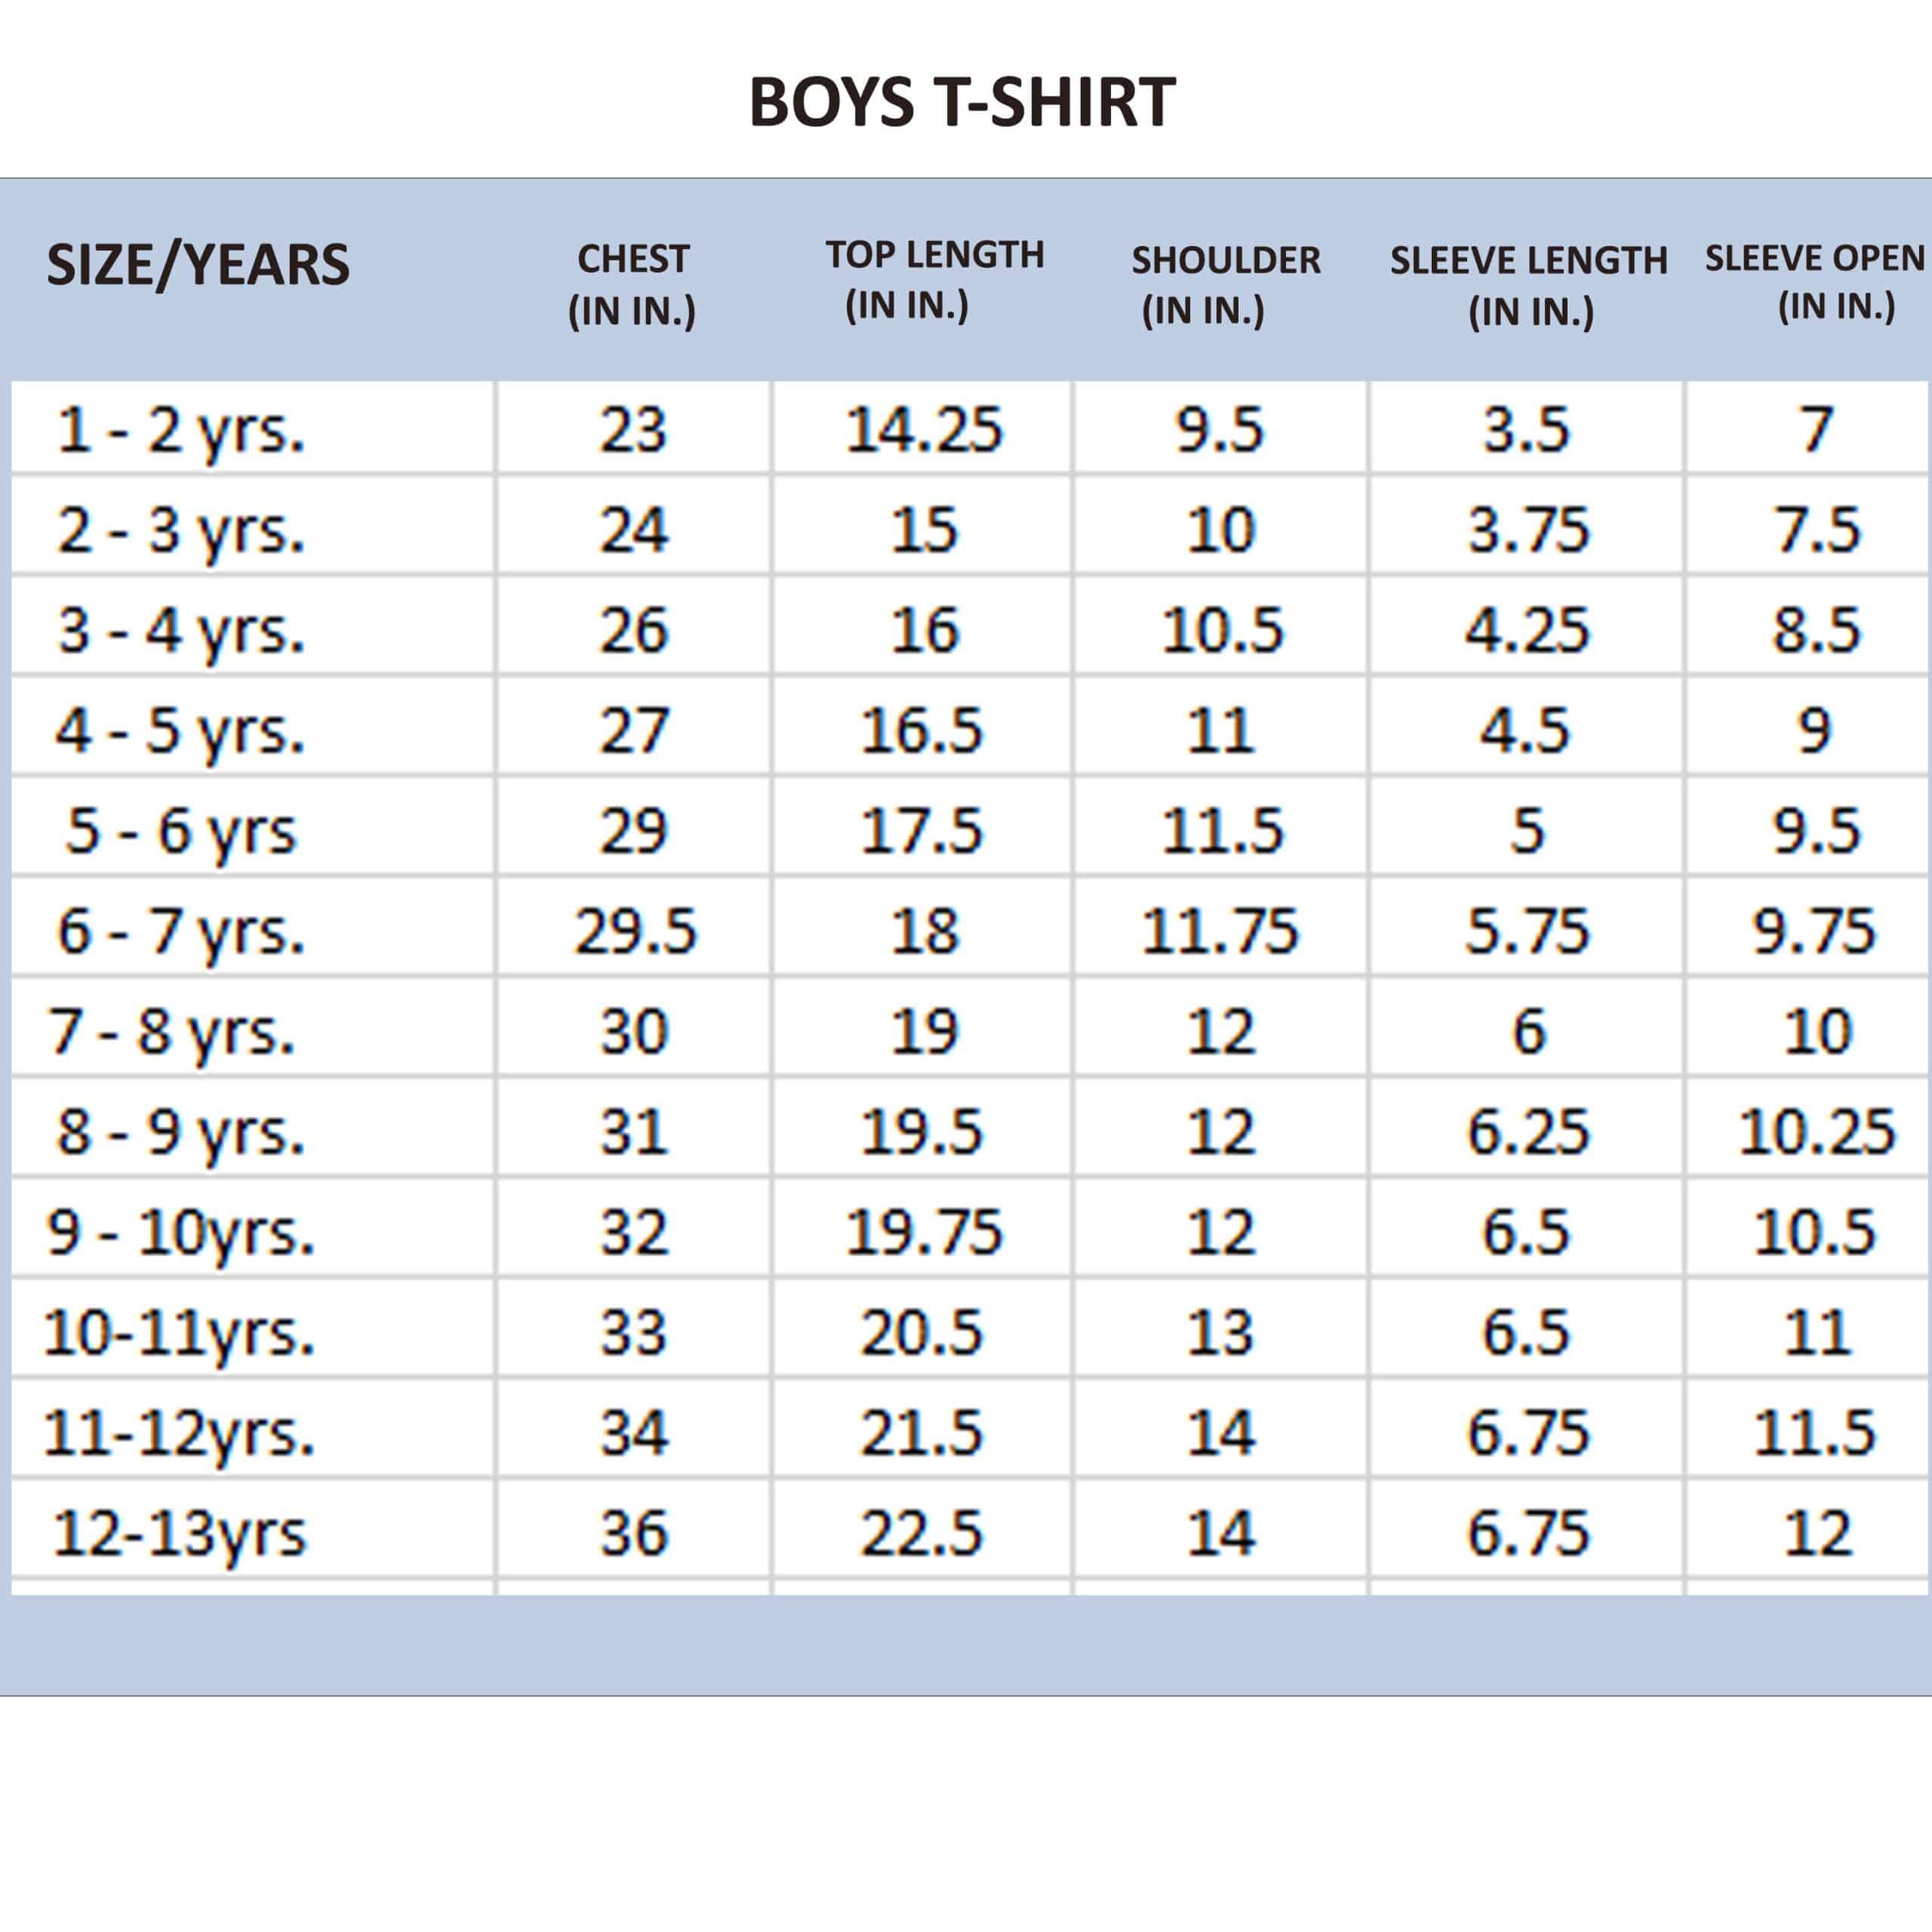 BOYS T-SHIRT
SIZE/YEARS CHEST (IN IN.) TOP LENGTH (IN IN.) SHOULDER (IN IN.) SLEEVE LENGTH (IN IN.) SLEEVE OPEN (IN IN.)
1 - 2 yrs. 23 14.25 9.5 3.5 7
2 - 3 yrs. 24 15 10 3.75 7.5
3 - 4 yrs. 26 16 10.5 4.25 8.5
4 - 5 yrs. 27 16.5 11 4.5 9
5 - 6 yrs 29 17.5 11.5 5 9.5
6 - 7 yrs. 29.5 18 11.75 5.75 9.75
7 - 8 yrs. 30 19 12 6 10
8 - 9 yrs. 31 19.5 12 6.25 10.25
9 - 10yrs. 32 19.75 12 6.5 10.5
10-11yrs. 33 20.5 13 6.5 11
11-12yrs. 34 21.5 14 6.75 11.5
12-13yrs 36 22.5 14 6.75 12